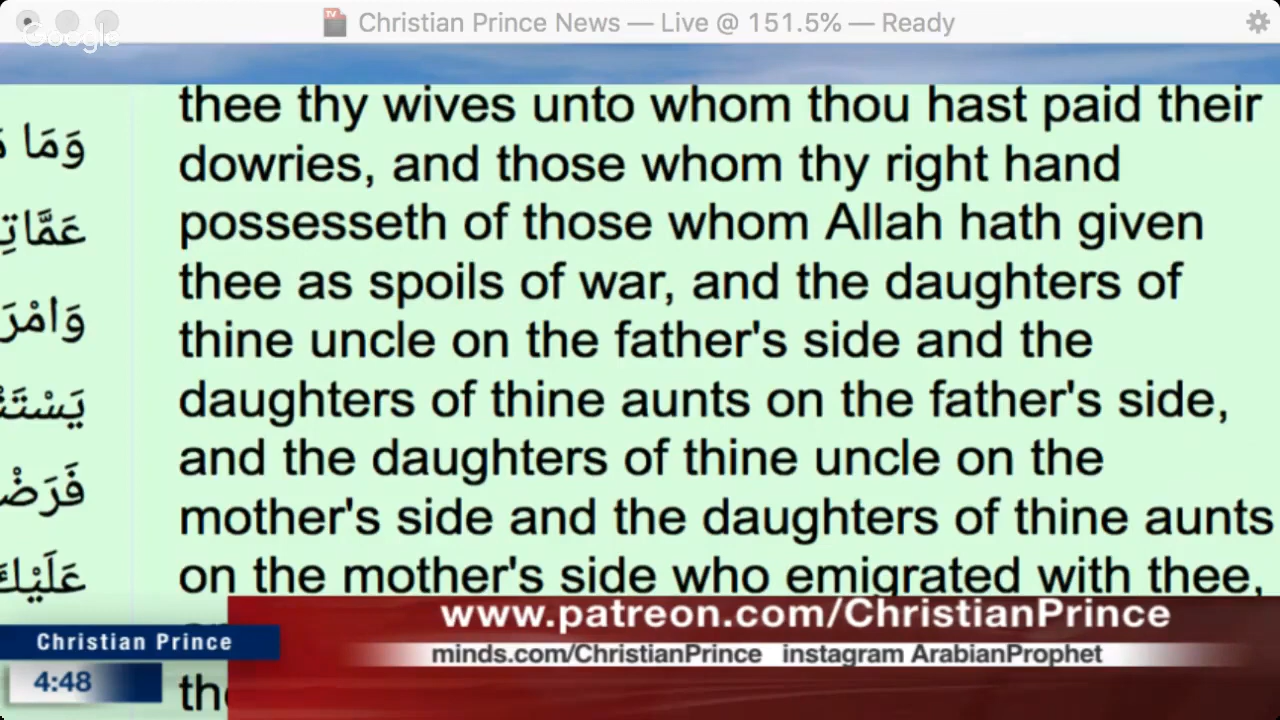 Christian Prince News — Live @ 151.5% — Ready
Google
thee thy wives unto whom thou hast paid their
dowries, and those whom thy right hand
possesseth of those whom Allah hath given
thee as spoils of war, and the daughters of
thine uncle on the father's side and the
daughters of thine aunts on the father's side,
and the daughters of thine uncle on the
mother's side and the daughters of thine aunts
on the mother's side who emigrated with thee,
وَمَا
عَلَيْكَ
www.patreon.com/ChristianPrince
minds.com/ChristianPrince instagram ArabianProphet
Christian Prince
4:48